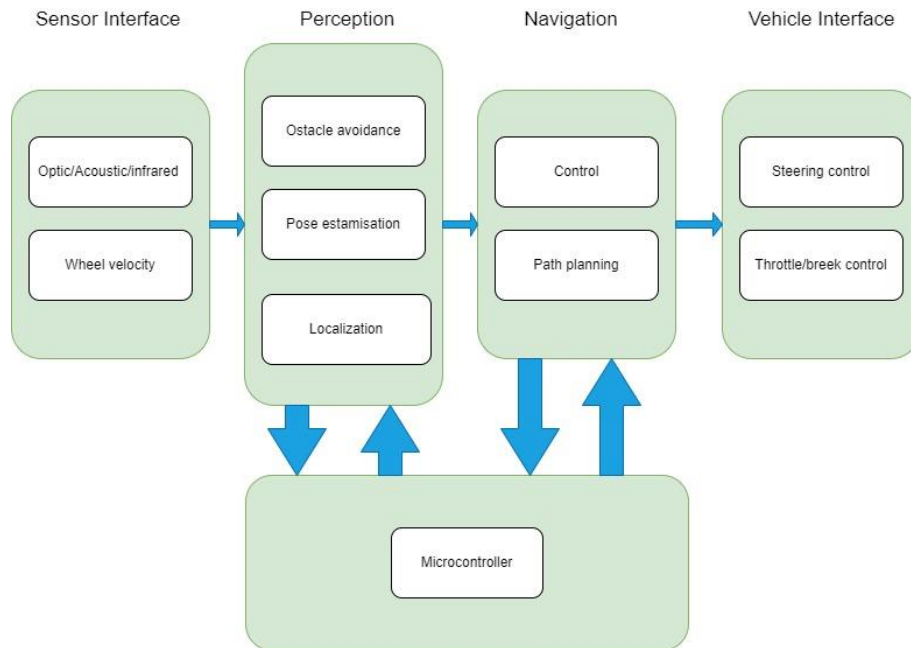 Sensor Interface
Perception
Navigation
Vehicle Interface
Optic/Acoustic/infrared
Wheel velocity
Ostacle avoidance
Pose estamisation
Localization
Control
Path planning
Steering control
Throttle/breek control
Microcontroller